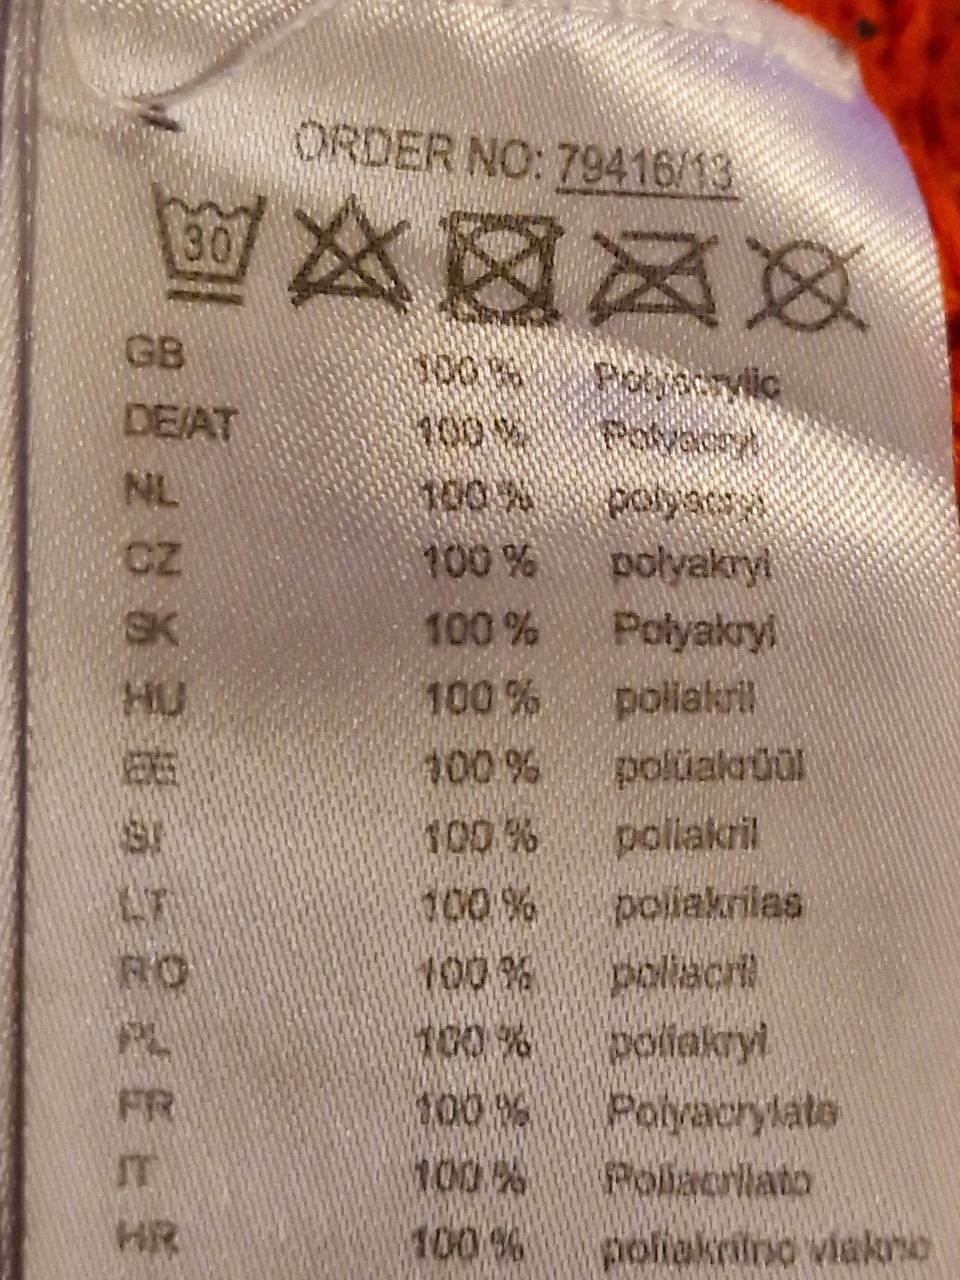 ORDER NO: 79416/13
30
GB 100 % Polyacrylic
DE/AT 100 % Polyacryl
NL 100 % polyacryl
CZ 100 % polyakryl
SK 100 % Polyakryl
HU 100 % poliakril
EE 100 % polüakrüül
SI 100 % poliakril
LT 100 % poliakrilas
RO 100 % poliacril
PL 100 % poliakryl
FR 100 % Polyacrylate
IT 100 % Poliacrilato
HR 100 % poliakrilno vlakno